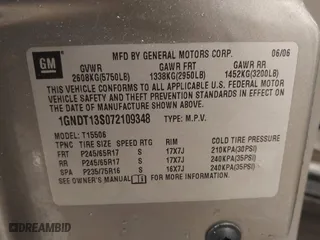 GM
MFD BY GENERAL MOTORS CORP. 06/06
GVWR GAWR FRT GAWR RR
2608KG(5750LB) 1338KG(2950LB) 1452KG(3200LB)
THIS VEHICLE CONFORMS TO ALL APPLICABLE U.S. FEDERAL MOTOR
VEHICLE SAFETY AND THEFT PREVENTION STANDARDS IN EFFECT ON
THE DATE OF MANUFACTURE SHOWN ABOVE.
1GNDT13S072109348 TYPE: M.P.V.
MODEL: T15506
TPNC TIRE SIZE SPEED RTG RIM COLD TIRE PRESSURE
FRT P245/65R17 S 17X7J 210KPA(30PSI)
RR P245/65R17 S 17X7J 240KPA(35PSI)
SPA P235/75R16 S 16X7J 240KPA(35PSI)
SEE OWNER'S MANUAL FOR MORE INFORMATION.
autobidmaster